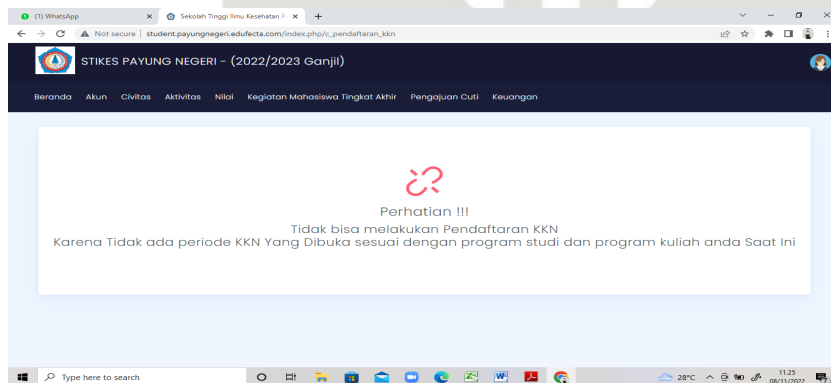 (1) WhatsApp
Sekolah Tinggi Ilmu Kesehatan P
Not secure | student.payungnegeri.edufecta.com/index.php/c_pendaftaran_kkn
STIKES PAYUNG NEGERI - (2022/2023 Ganjil)
Beranda Akun Civitas Aktivitas Nilai Kegiatan Mahasiswa Tingkat Akhir Pengajuan Cuti Keuangan
Perhatian !!!
Tidak bisa melakukan Pendaftaran KKN
Karena Tidak ada periode KKN Yang Dibuka sesuai dengan program studi dan program kuliah anda Saat Ini
Type here to search
28°C
11.25
08/11/2022